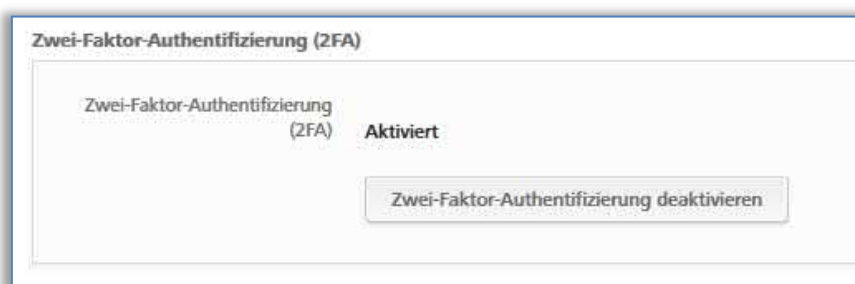 Zwei-Faktor-Authentifizierung (2FA)
Zwei-Faktor-Authentifizierung
(2FA) Aktiviert
Zwei-Faktor-Authentifizierung deaktivieren